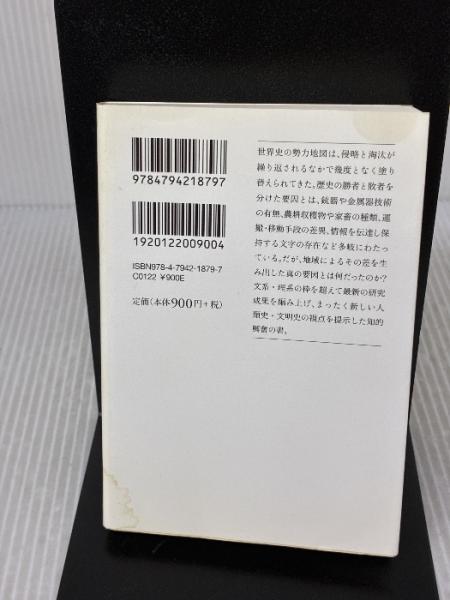 9784794218797
1920122009004
ISBN978-4-7942-1879-7
C0122 ¥900E
定価(本体900円+税)
世界史の勢力地図は、侵略と淘汰が
繰り返されるなかで幾度となく塗り
替えられてきた。歴史の勝者と敗者を
分けた要因とは、銃器や金属器技術
の有無、農耕収穫物や家畜の種類、運
搬・移動手段の差異、情報を伝達し保
持する文字の存在など多岐にわたっ
ている。だが、地域によるその差を生
み出した真の要因とは何だったのか?
文系・理系の枠を超えて最新の研究
成果を編み上げ、まったく新しい人
類史・文明史の視点を提示した知的
興奮の書。